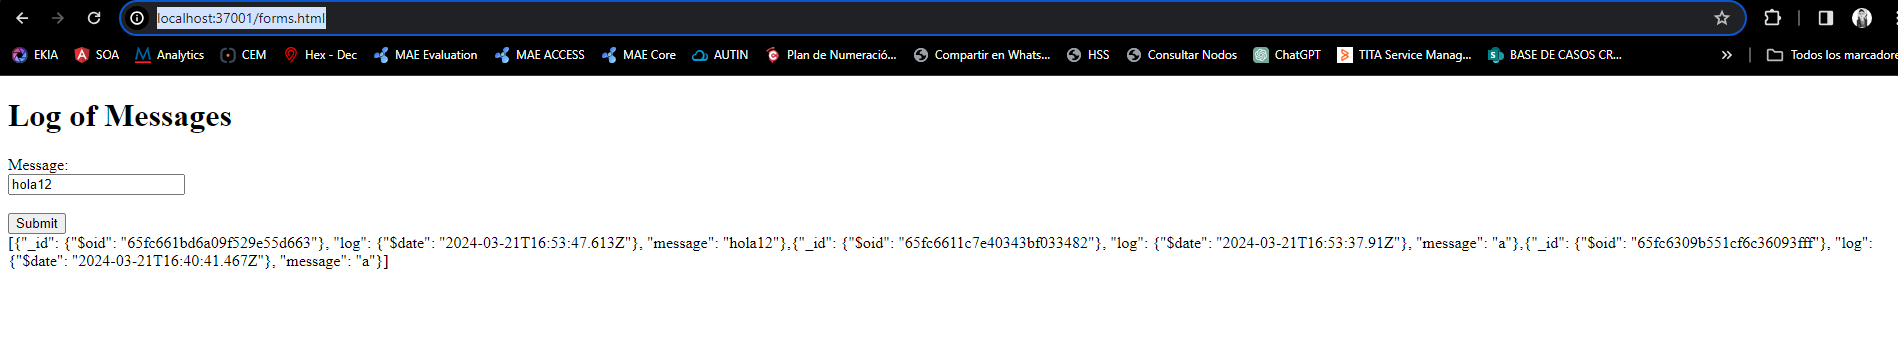 localhost:37001/forms.html
EKIA SOA Analytics CEM Hex - Dec MAE Evaluation MAE ACCESS MAE Core AUTIN Plan de Numeració... Compartir en Whats... HSS Consultar Nodos ChatGPT TITA Service Manag... BASE DE CASOS CR... » Todos los marcadore
Log of Messages
Message:
hola12
Submit
[{"_id": {"$oid": "65fc661bd6a09f529e55d663"}, "log": {"$date": "2024-03-21T16:53:47.613Z"}, "message": "hola12"},{"_id": {"$oid": "65fc6611c7e40343bf033482"}, "log": {"$date": "2024-03-21T16:53:37.91Z"}, "message": "a"},{"_id": {"$oid": "65fc6309b551cf6c36093fff"}, "log":
{"$date": "2024-03-21T16:40:41.467Z"}, "message": "a"}]